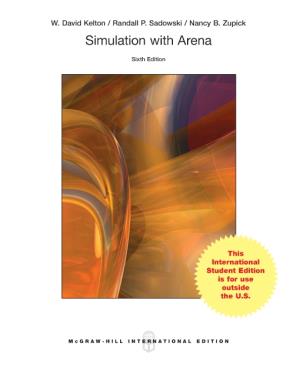 W. David Kelton / Randall P. Sadowski / Nancy B. Zupick
Simulation with Arena
Sixth Edition
This
International
Student Edition
is for use
outside
the U.S.
McGRAW-HILL INTERNATIONAL EDITION